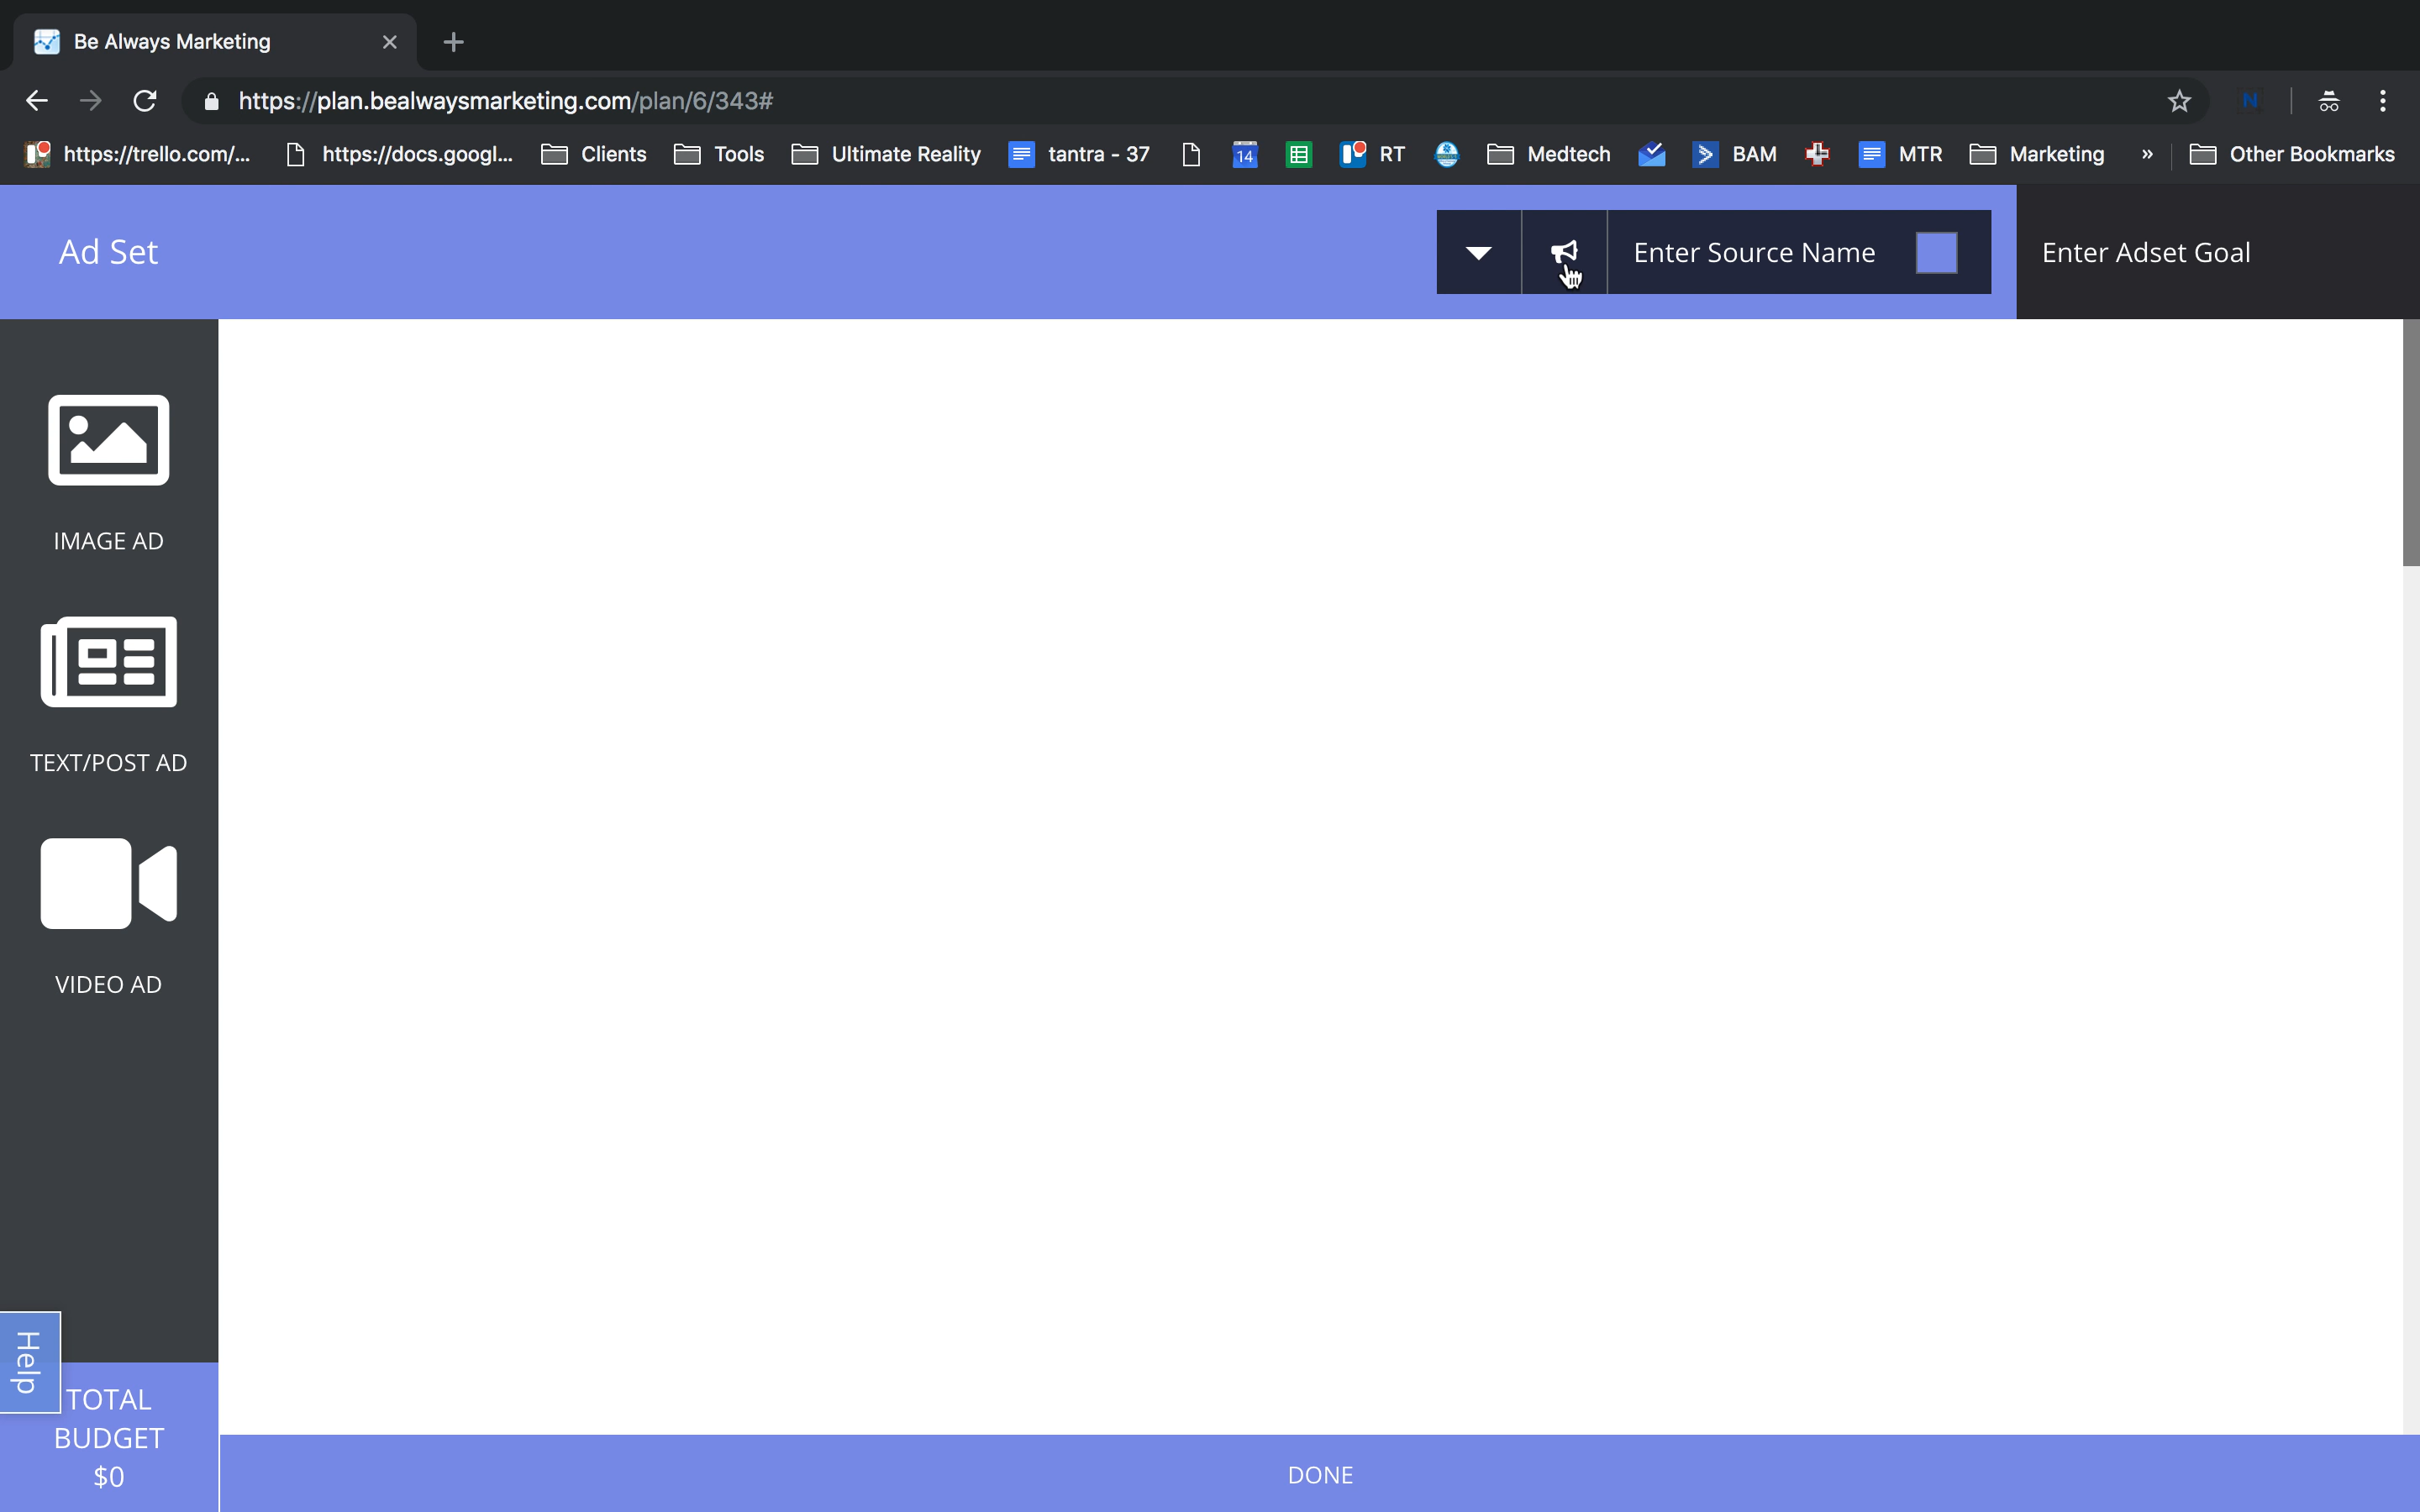 Be Always Marketing
https://plan.bealwaysmarketing.com/plan/6/343#
https://trello.com/... https://docs.googl... Clients Tools Ultimate Reality tantra - 37 14 RT Medtech BAM MTR Marketing » Other Bookmarks
Ad Set
Enter Source Name
Enter Adset Goal
IMAGE AD
TEXT/POST AD
VIDEO AD
Help
TOTAL
BUDGET
$0
DONE